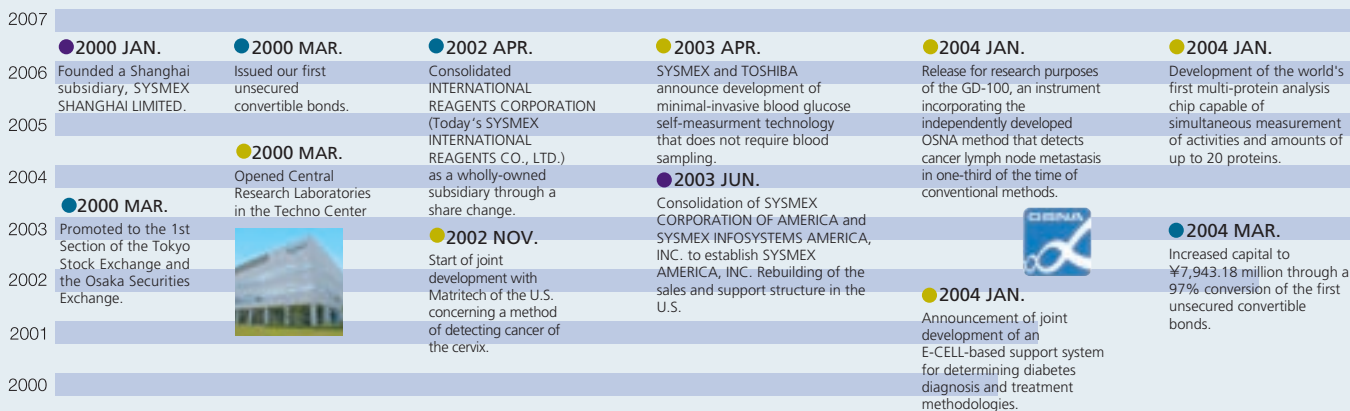 2007
2006
2005
2004
2003
2002
2001
2000
2000 JAN.
Founded a Shanghai
subsidiary, SYSMEX
SHANGHAI LIMITED.
2000 MAR.
Promoted to the 1st
Section of the Tokyo
Stock Exchange and
the Osaka Securities
Exchange.
2000 MAR.
Issued our first
unsecured
convertible bonds.
2000 MAR.
Opened Central
Research Laboratories
in the Techno Center
2002 APR.
Consolidated
INTERNATIONAL
REAGENTS CORPORATION
(Today's SYSMEX
INTERNATIONAL
REAGENTS CO., LTD.)
as a wholly-owned
subsidiary through a
share change.
2002 NOV.
Start of joint
development with
Matritech of the U.S.
concerning a method
of detecting cancer of
the cervix.
2003 APR.
SYSMEX and TOSHIBA
announce development of
minimal-invasive blood glucose
self-measurment technology
that does not require blood
sampling.
2003 JUN.
Consolidation of SYSMEX
CORPORATION OF AMERICA and
SYSMEX INFOSYSTEMS AMERICA,
INC. to establish SYSMEX
AMERICA, INC. Rebuilding of the
sales and support structure in the
U.S.
2004 JAN.
Release for research purposes
of the GD-100, an instrument
incorporating the
independently developed
OSNA method that detects
cancer lymph node metastasis
in one-third of the time of
conventional methods.
OSNA
2004 JAN.
Announcement of joint
development of an
E-CELL-based support system
for determining diabetes
diagnosis and treatment
methodologies.
2004 JAN.
Development of the world's
first multi-protein analysis
chip capable of
simultaneous measurement
of activities and amounts of
up to 20 proteins.
2004 MAR.
Increased capital to
¥7,943.18 million through a
97% conversion of the first
unsecured convertible
bonds.